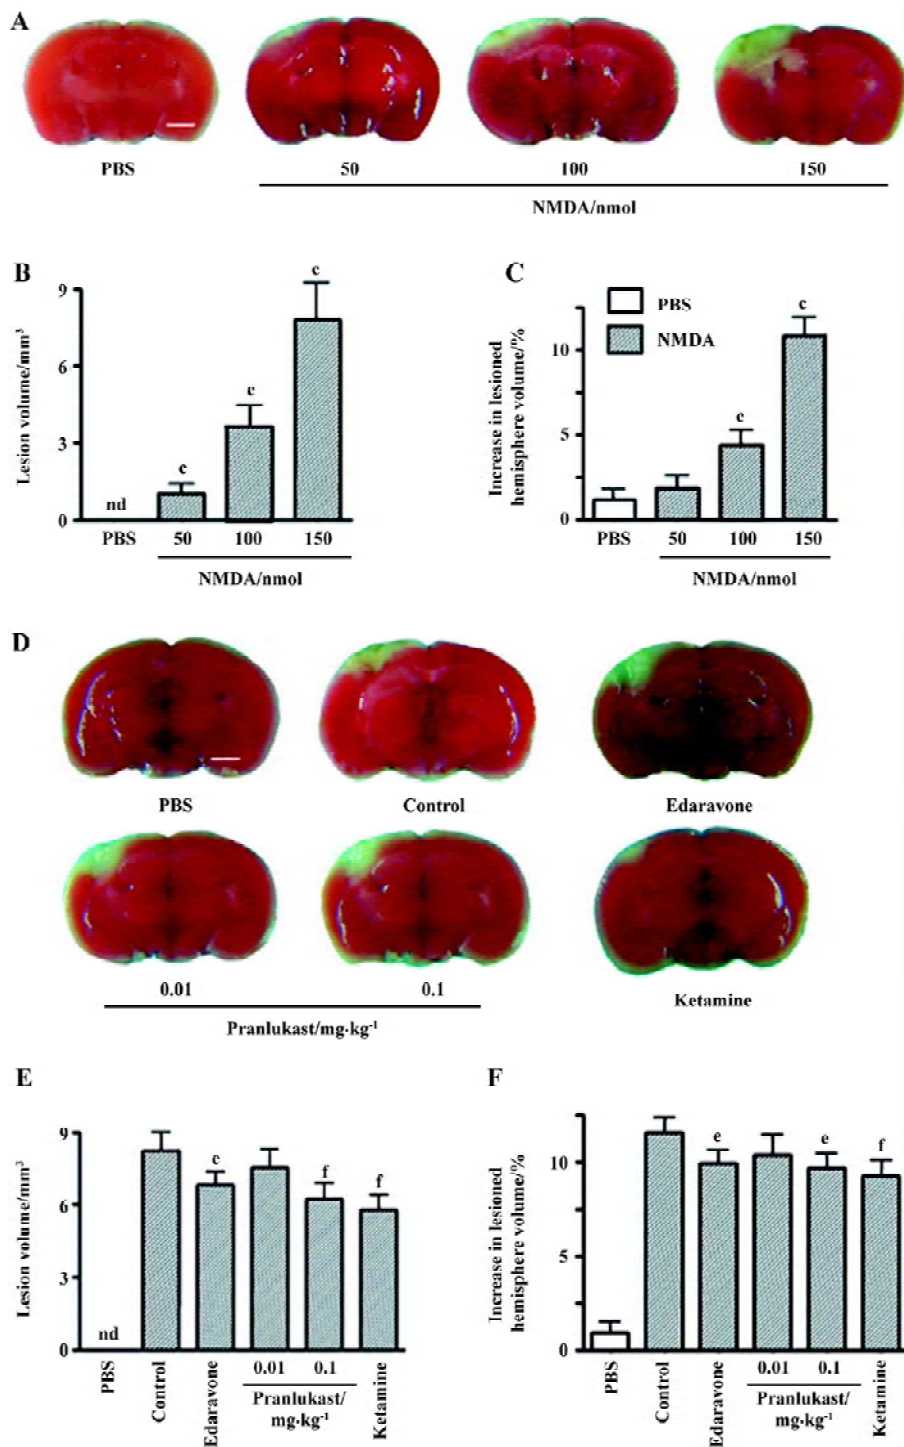 A
PBS 50 100 150
NMDA/nmol
B
Lesion volume/mm³
9
6
3
0
nd
c
c
c
PBS 50 100 150
NMDA/nmol
C
Increase in lesioned
hemisphere volume/%
10
5
0
PBS
NMDA
c
c
PBS 50 100 150
NMDA/nmol
D
PBS Control Edaravone
0.01 0.1
Pranlukast/mg·kg⁻¹
Ketamine
E
Lesion volume/mm³
9
6
3
0
nd
e
f
f
PBS
Control
Edaravone
0.01 0.1
Pranlukast/
mg·kg⁻¹
Ketamine
F
Increase in lesioned
hemisphere volume/%
10
5
0
e
e
f
PBS
Control
Edaravone
0.01 0.1
Pranlukast/
mg·kg⁻¹
Ketamine